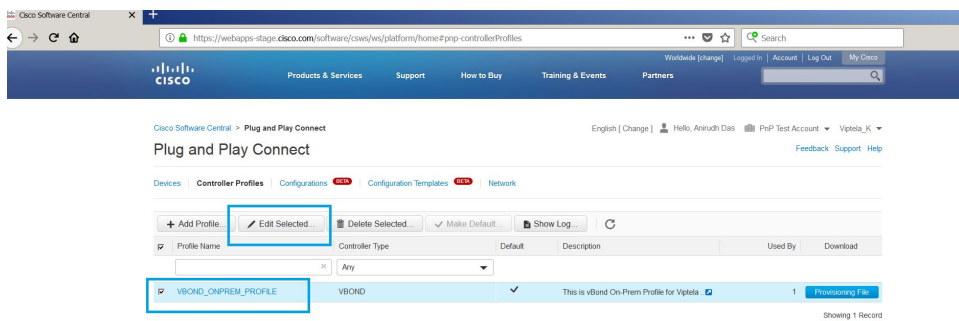 Cisco Software Central
https://webapps-stage.cisco.com/software/csws/ws/platform/home#pnp-controllerProfiles
Search
Worldwide [change] Logged In | Account | Log Out My Cisco
CISCO
Products & Services Support How to Buy Training & Events Partners
Cisco Software Central > Plug and Play Connect
English [ Change ] Hello, Anirudh Das PnP Test Account Viptela_K
Plug and Play Connect
Feedback Support Help
Devices | Controller Profiles | Configurations BETA | Configuration Templates BETA | Network
+ Add Profile... Edit Selected... Delete Selected... Make Default... Show Log...
Profile Name Controller Type Default Description Used By Download
× Any
VBOND_ONPREM_PROFILE VBOND This is vBond On-Prem Profile for Viptela .. 1 Provisioning File
Showing 1 Record